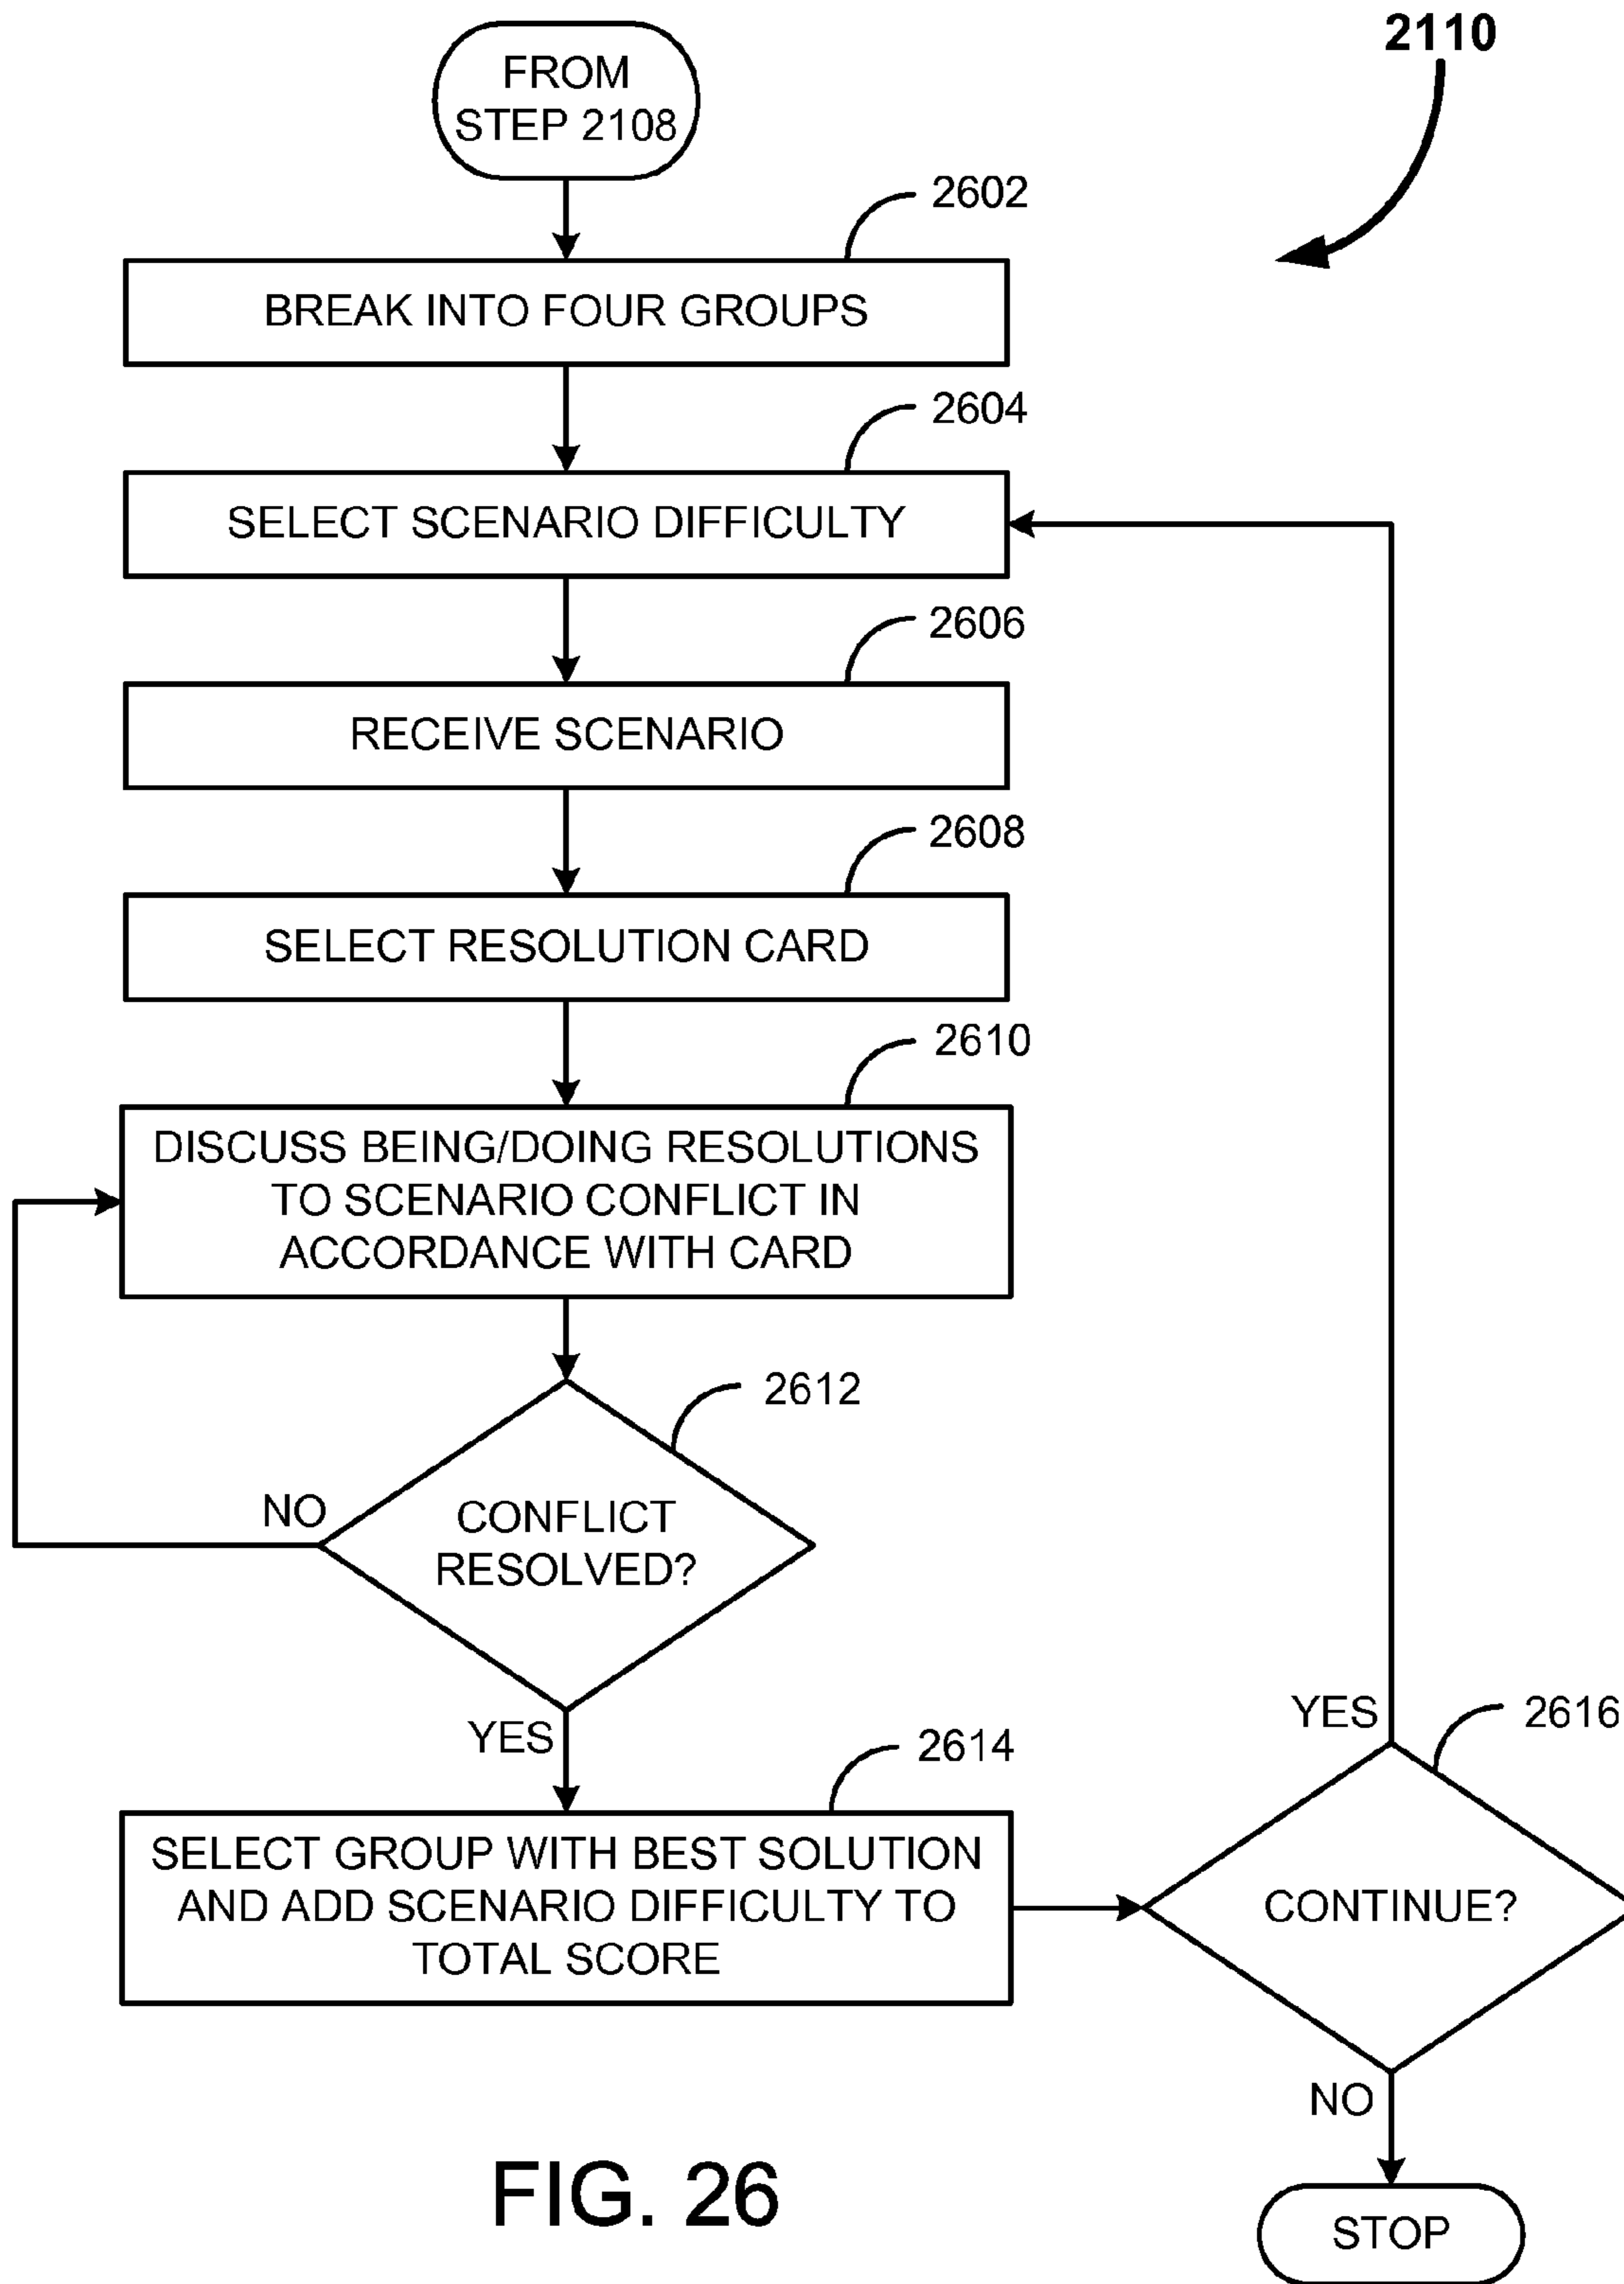 2110
FROM
STEP 2108
2602
BREAK INTO FOUR GROUPS
2604
SELECT SCENARIO DIFFICULTY
2606
RECEIVE SCENARIO
2608
SELECT RESOLUTION CARD
2610
DISCUSS BEING/DOING RESOLUTIONS
TO SCENARIO CONFLICT IN
ACCORDANCE WITH CARD
2612
NO
CONFLICT
RESOLVED?
YES
2614
SELECT GROUP WITH BEST SOLUTION
AND ADD SCENARIO DIFFICULTY TO
TOTAL SCORE
YES
2616
CONTINUE?
NO
STOP
FIG. 26